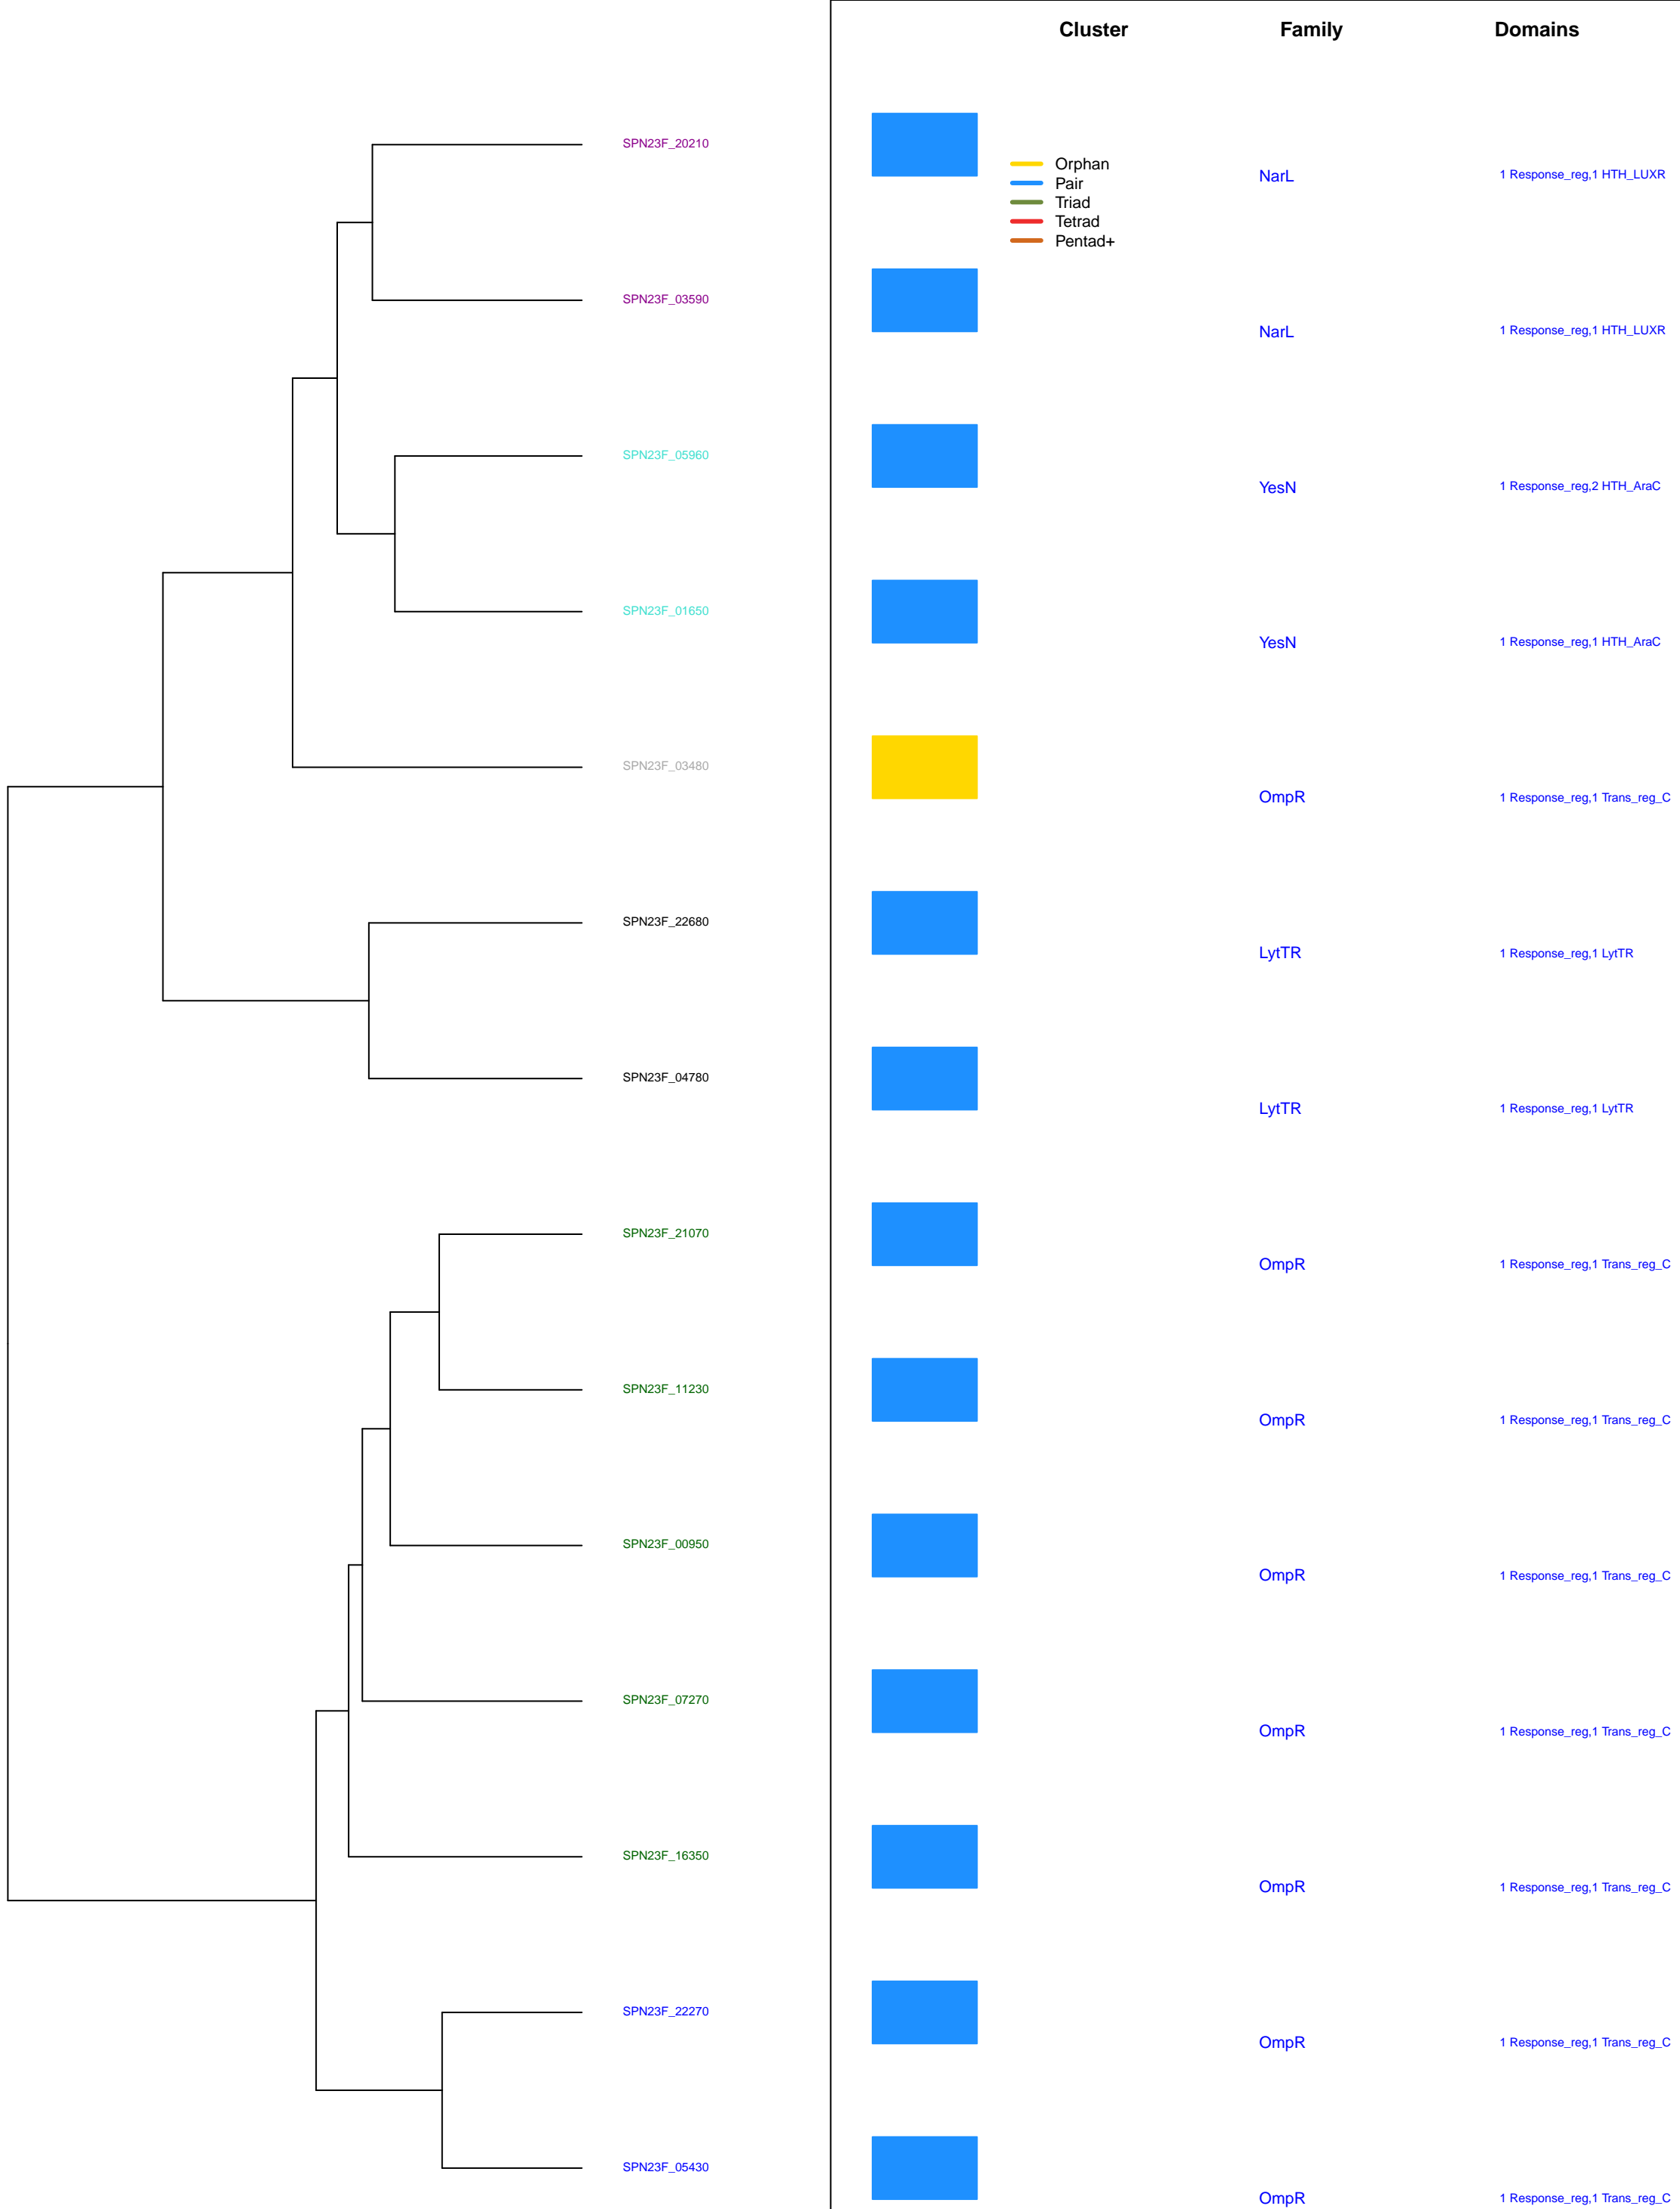 Cluster Family Domains
SPN23F_20210
Orphan
Pair
Triad
Tetrad
Pentad+
NarL 1 Response_reg,1 HTH_LUXR
SPN23F_03590
NarL 1 Response_reg,1 HTH_LUXR
SPN23F_05960
YesN 1 Response_reg,2 HTH_AraC
SPN23F_01650
YesN 1 Response_reg,1 HTH_AraC
SPN23F_03480
OmpR 1 Response_reg,1 Trans_reg_C
SPN23F_22680
LytTR 1 Response_reg,1 LytTR
SPN23F_04780
LytTR 1 Response_reg,1 LytTR
SPN23F_21070
OmpR 1 Response_reg,1 Trans_reg_C
SPN23F_11230
OmpR 1 Response_reg,1 Trans_reg_C
SPN23F_00950
OmpR 1 Response_reg,1 Trans_reg_C
SPN23F_07270
OmpR 1 Response_reg,1 Trans_reg_C
SPN23F_16350
OmpR 1 Response_reg,1 Trans_reg_C
SPN23F_22270
OmpR 1 Response_reg,1 Trans_reg_C
SPN23F_05430
OmpR 1 Response_reg,1 Trans_reg_C